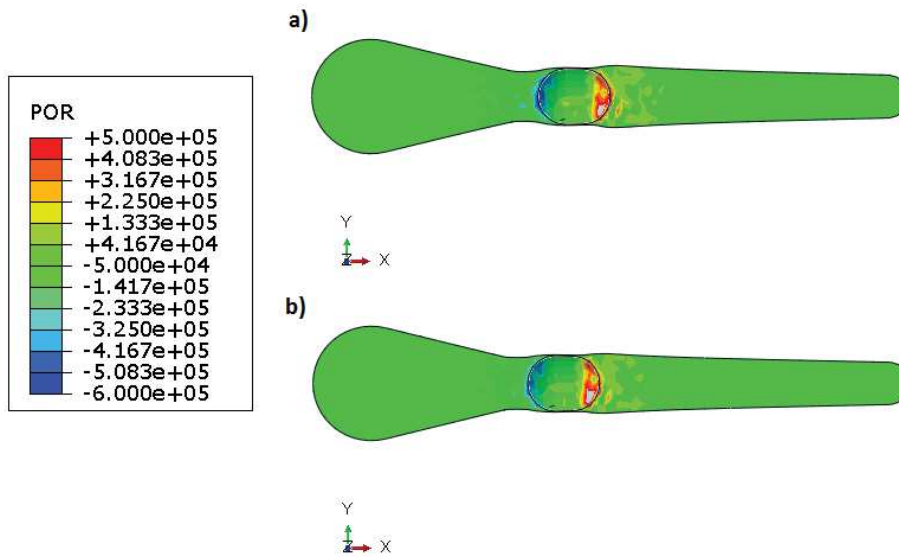 a)
POR
+5.000e+05
+4.083e+05
+3.167e+05
+2.250e+05
+1.333e+05
+4.167e+04
-5.000e+04
-1.417e+05
-2.333e+05
-3.250e+05
-4.167e+05
-5.083e+05
-6.000e+05
Y
Z X
b)
Y
Z X